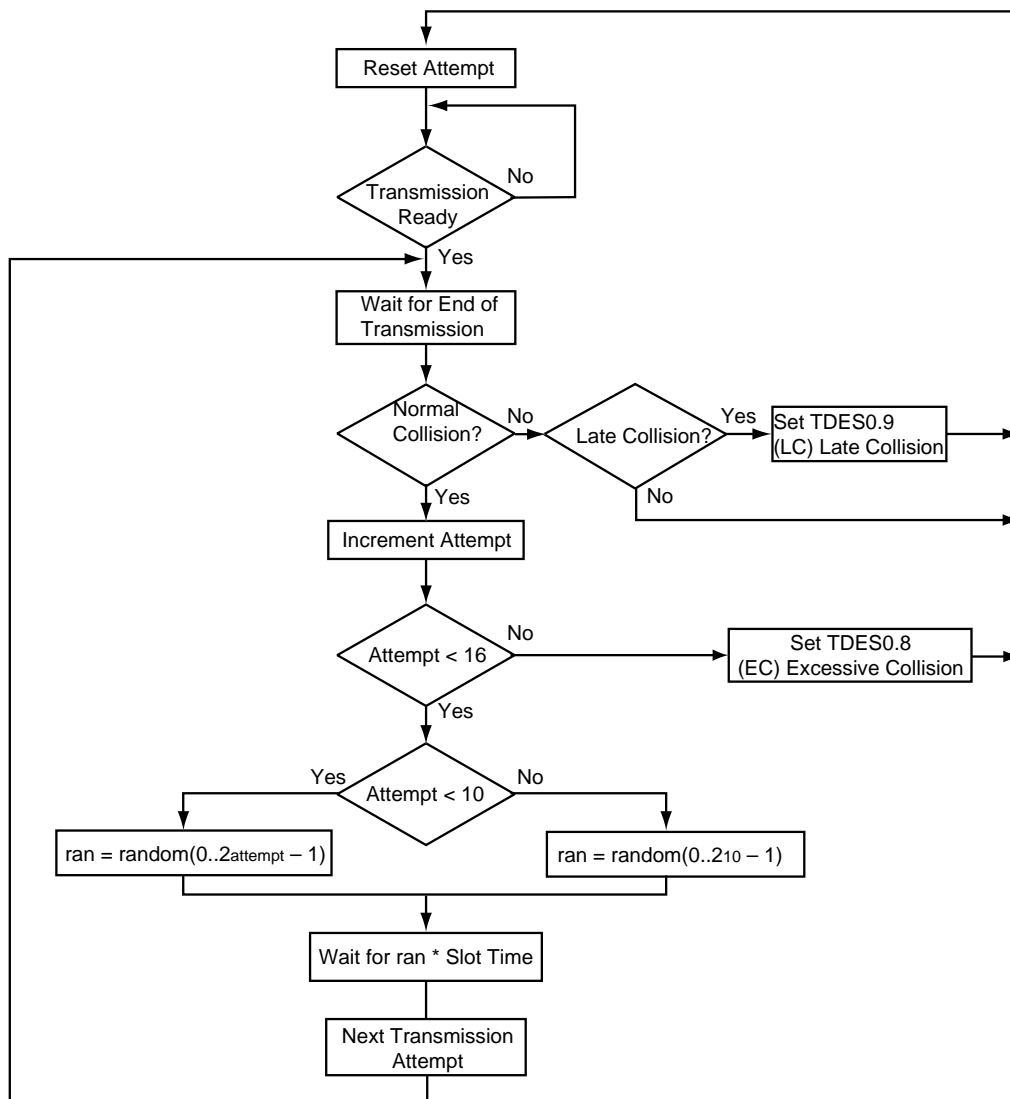 Reset Attempt
No
Transmission
Ready
Yes
Wait for End of
Transmission
Normal
Collision?
No
Late Collision?
Yes
Set TDES0.9
(LC) Late Collision
No
Yes
Increment Attempt
Attempt < 16
No
Set TDES0.8
(EC) Excessive Collision
Yes
Yes
Attempt < 10
No
ran = random(0..2attempt – 1)
ran = random(0..210 – 1)
Wait for ran * Slot Time
Next Transmission
Attempt